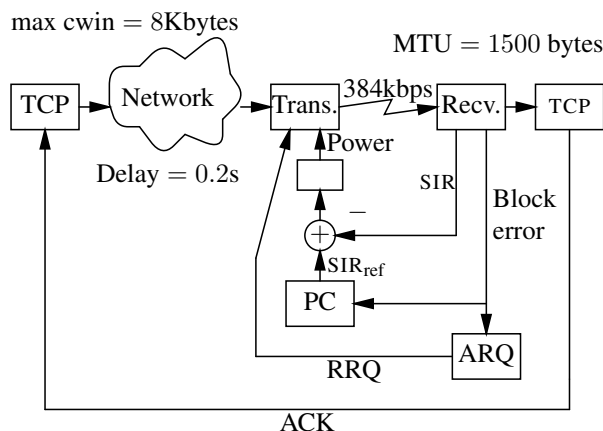 max cwin = 8Kbytes
MTU = 1500 bytes
TCP
Network
Trans.
384kbps
Recv.
TCP
Delay = 0.2s
Power
SIR
Block
error
−
+
SIRref
PC
ARQ
RRQ
ACK